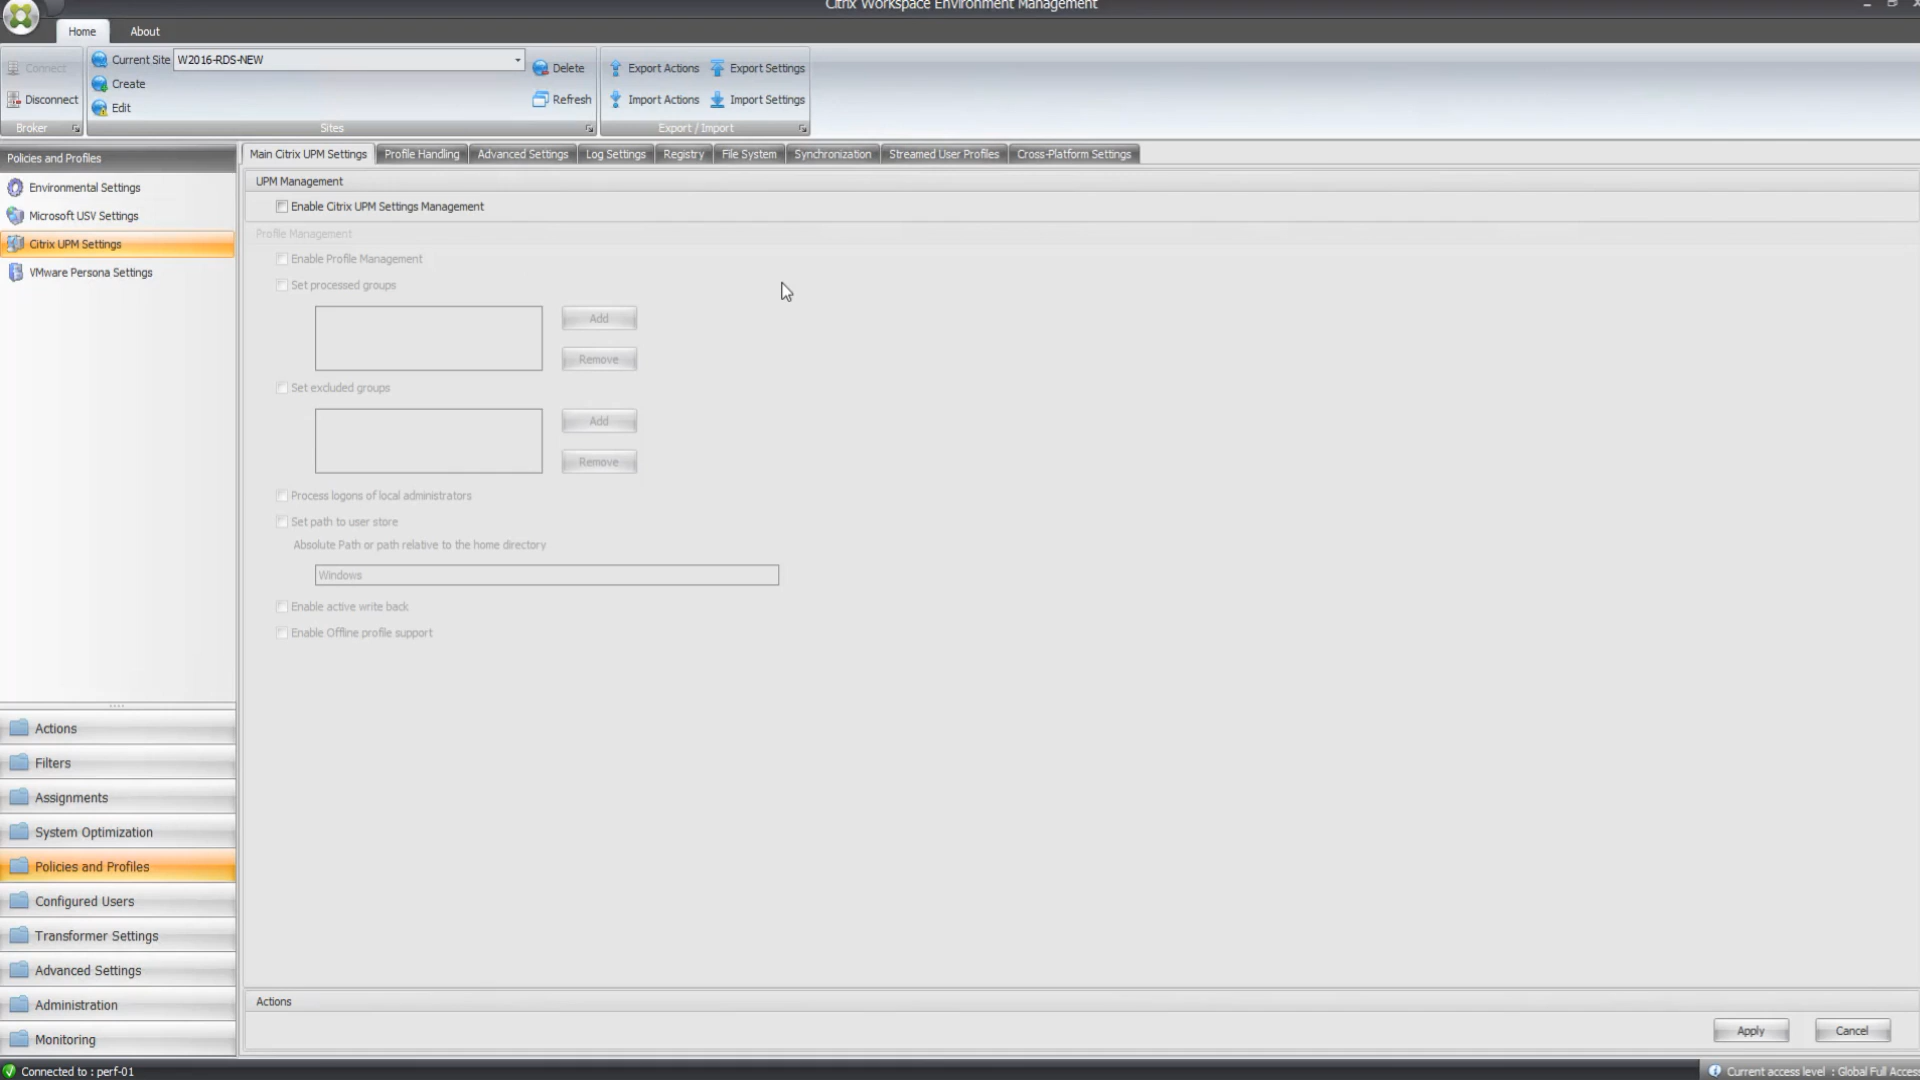 Citrix Workspace Environment Management
Home
About
Connect
Disconnect
Broker
Current Site
W2016-RDS-NEW
Create
Edit
Delete
Refresh
Sites
Export Actions
Export Settings
Import Actions
Import Settings
Export / Import
Policies and Profiles
Environmental Settings
Microsoft USV Settings
Citrix UPM Settings
VMware Persona Settings
Actions
Filters
Assignments
System Optimization
Policies and Profiles
Configured Users
Transformer Settings
Advanced Settings
Administration
Monitoring
Main Citrix UPM Settings
Profile Handling
Advanced Settings
Log Settings
Registry
File System
Synchronization
Streamed User Profiles
Cross-Platform Settings
UPM Management
Enable Citrix UPM Settings Management
Profile Management
Enable Profile Management
Set processed groups
Add
Remove
Set excluded groups
Add
Remove
Process logons of local administrators
Set path to user store
Absolute Path or path relative to the home directory
Windows
Enable active write back
Enable Offline profile support
Actions
Apply
Cancel
Connected to : perf-01
Current access level : Global Full Access